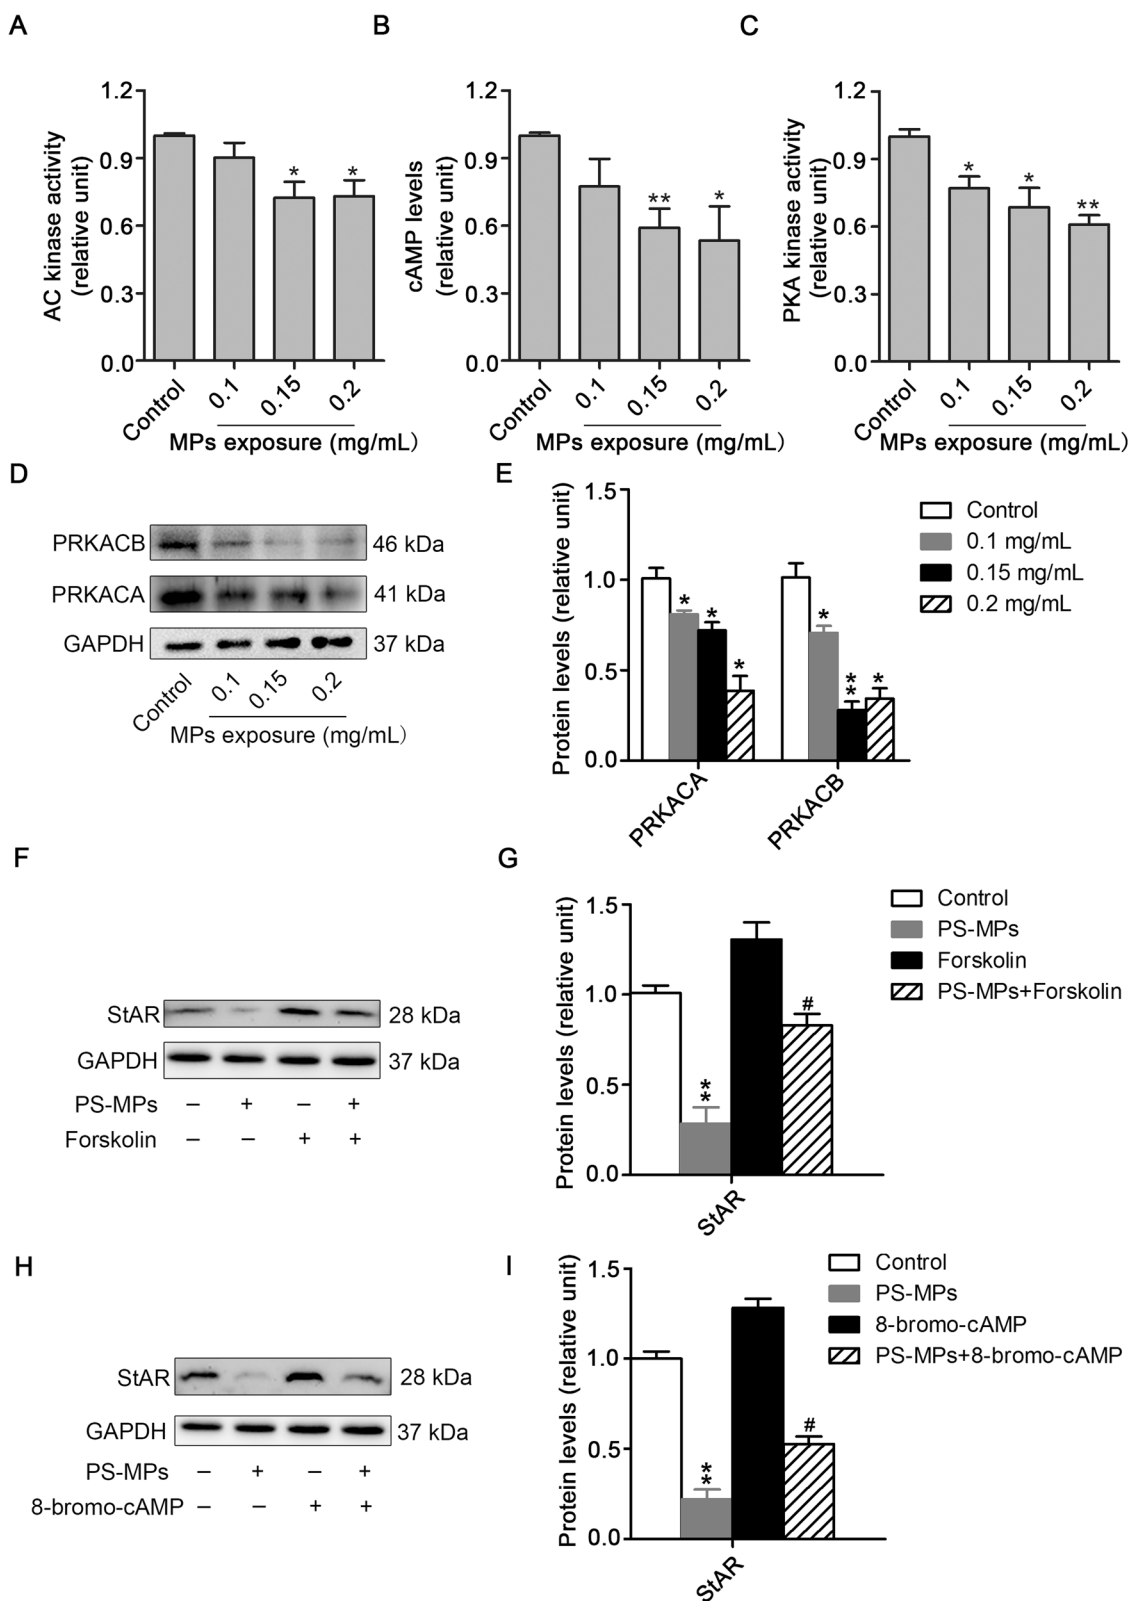 A
B
C
AC kinase activity
(relative unit)
1.2
0.9
0.6
0.3
0.0
*
*
Control
0.1
0.15
0.2
MPs exposure (mg/mL)
cAMP levels
(relative unit)
1.2
0.9
0.6
0.3
0.0
**
*
Control
0.1
0.15
0.2
MPs exposure (mg/mL)
PKA kinase activity
(relative unit)
1.2
0.9
0.6
0.3
0.0
*
*
**
Control
0.1
0.15
0.2
MPs exposure (mg/mL)
D
PRKACB
46 kDa
PRKACA
41 kDa
GAPDH
37 kDa
Control
0.1
0.15
0.2
MPs exposure (mg/mL)
E
Protein levels (relative unit)
1.5
1.0
0.5
0.0
*
*
*
*
**
*
PRKACA
PRKACB
Control
0.1 mg/mL
0.15 mg/mL
0.2 mg/mL
F
StAR
28 kDa
GAPDH
37 kDa
PS-MPs – + – +
Forskolin – – + +
G
Protein levels (relative unit)
1.5
1.0
0.5
0.0
**
#
StAR
Control
PS-MPs
Forskolin
PS-MPs+Forskolin
H
StAR
28 kDa
GAPDH
37 kDa
PS-MPs – + – +
8-bromo-cAMP – – + +
I
Protein levels (relative unit)
1.5
1.0
0.5
0.0
**
#
StAR
Control
PS-MPs
8-bromo-cAMP
PS-MPs+8-bromo-cAMP